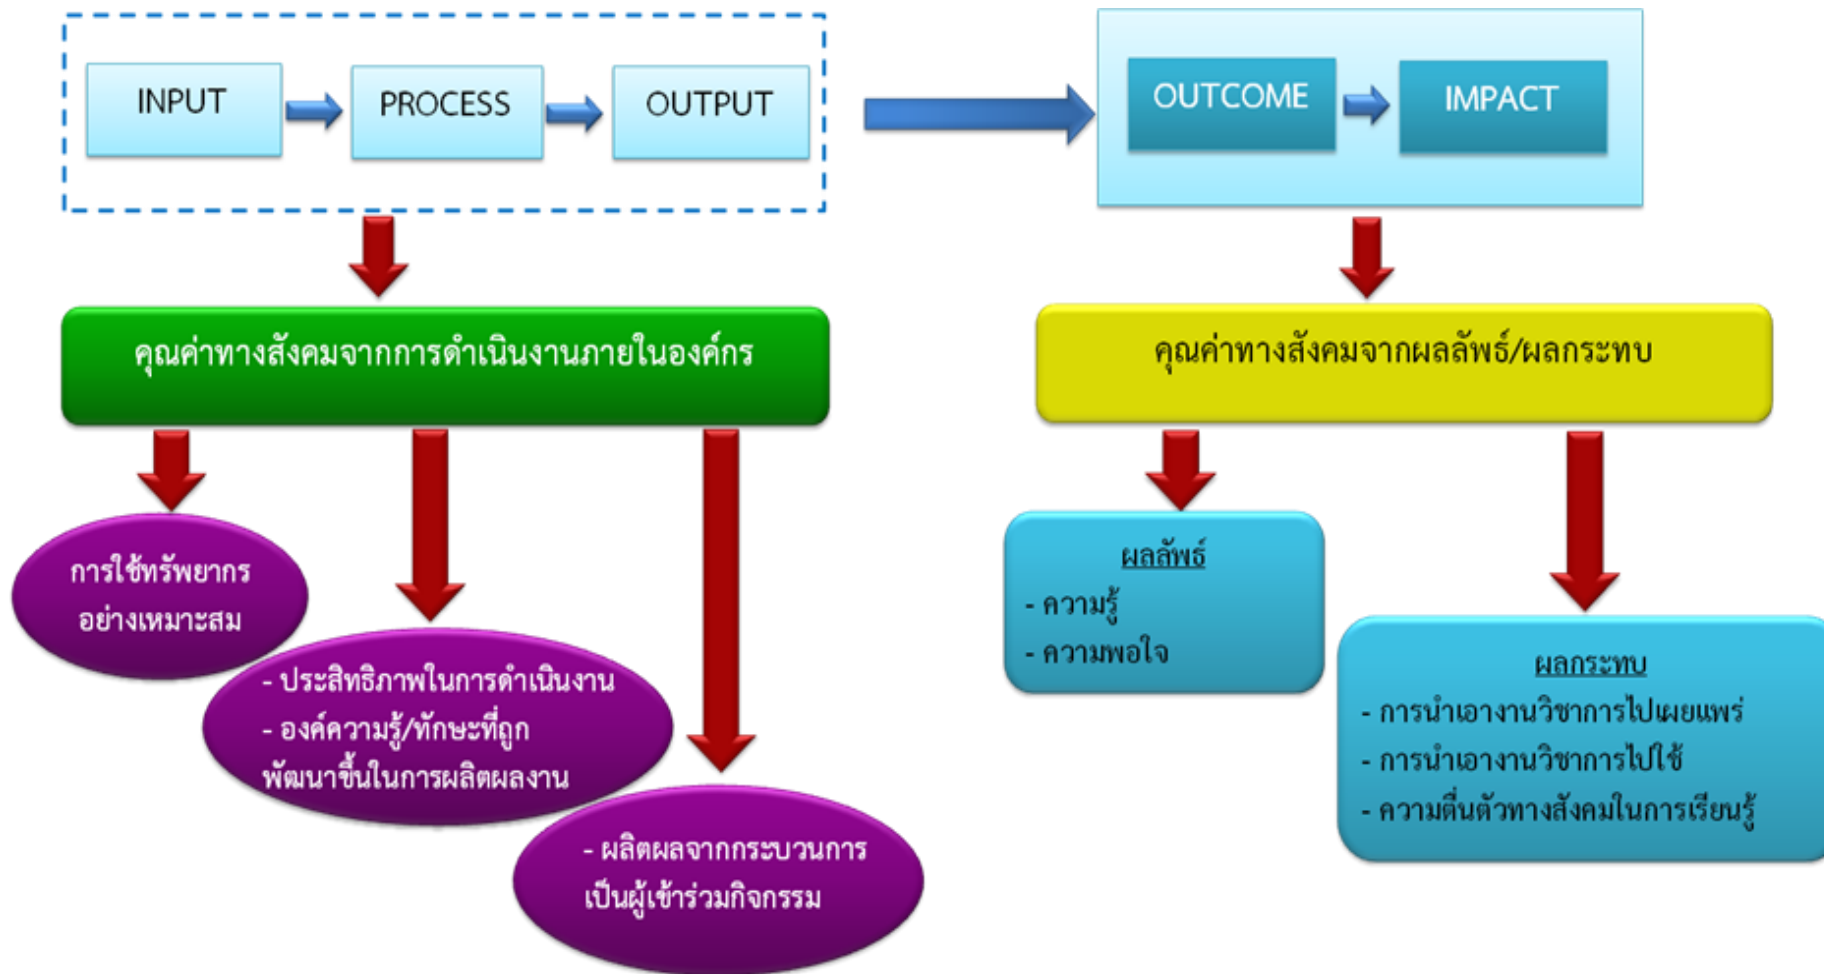 INPUT
PROCESS
OUTPUT
OUTCOME
IMPACT
คุณค่าทางสังคมจากการดำเนินงานภายในองค์กร
คุณค่าทางสังคมจากผลลัพธ์/ผลกระทบ
การใช้ทรัพยากร
อย่างเหมาะสม
- ประสิทธิภาพในการดำเนินงาน
- องค์ความรู้/ทักษะที่ถูก
พัฒนาขึ้นในการผลิตผลงาน
- ผลิตผลจากกระบวนการ
เป็นผู้เข้าร่วมกิจกรรม
ผลลัพธ์
- ความรู้
- ความพอใจ
ผลกระทบ
- การนำเอางานวิชาการไปเผยแพร่
- การนำเอางานวิชาการไปใช้
- ความตื่นตัวทางสังคมในการเรียนรู้